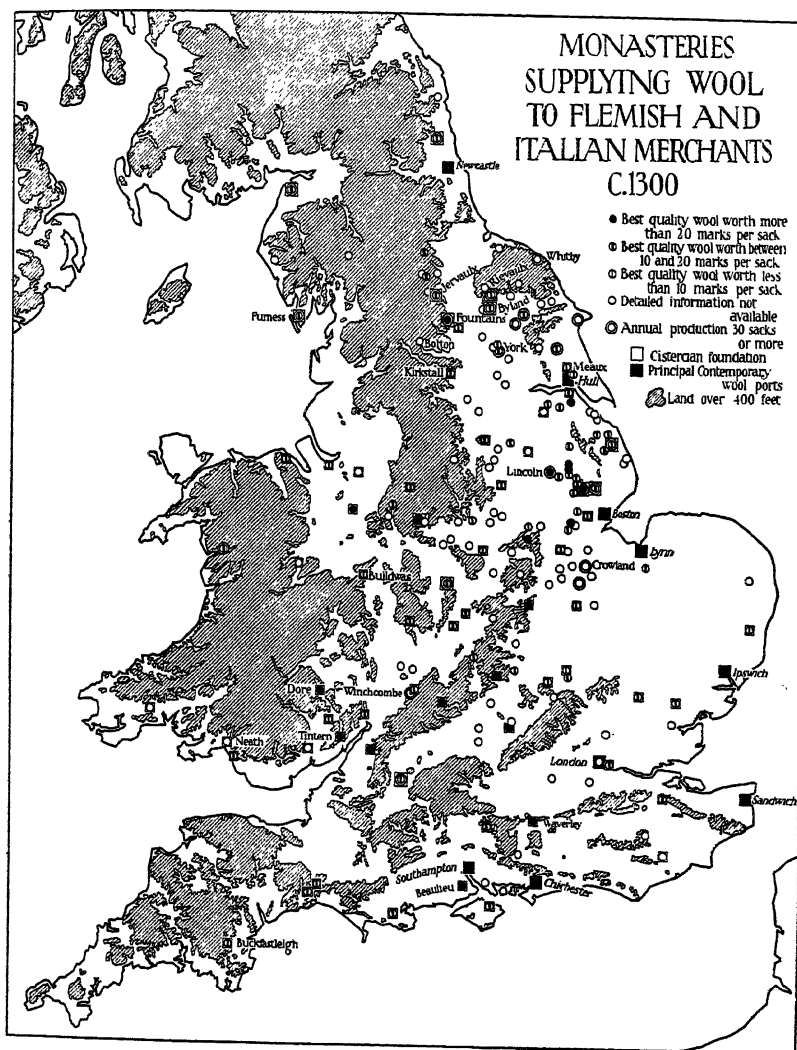 MONASTERIES
SUPPLYING WOOL
TO FLEMISH AND
ITALIAN MERCHANTS
C.1300
Best quality wool worth more
than 20 marks per sack
Best quality wool worth between
10 and 20 marks per sack
Best quality wool worth less
than 10 marks per sack
Detailed information not
available
Annual production 30 sacks
or more
Cistercian foundation
Principal Contemporary
wool ports
Land over 400 feet
Newcastle
Whitby
Jervaulx
Rievaulx
Byland
Furness
Fountains
Bolton
York
Kirkstall
Meaux
Hull
Lincoln
Boston
Lynn
Crowland
Buildwas
Ipswich
Dore
Winchcombe
Neath
Tintern
London
Sandwich
Waverley
Southampton
Beaulieu
Chichester
Buckfastleigh